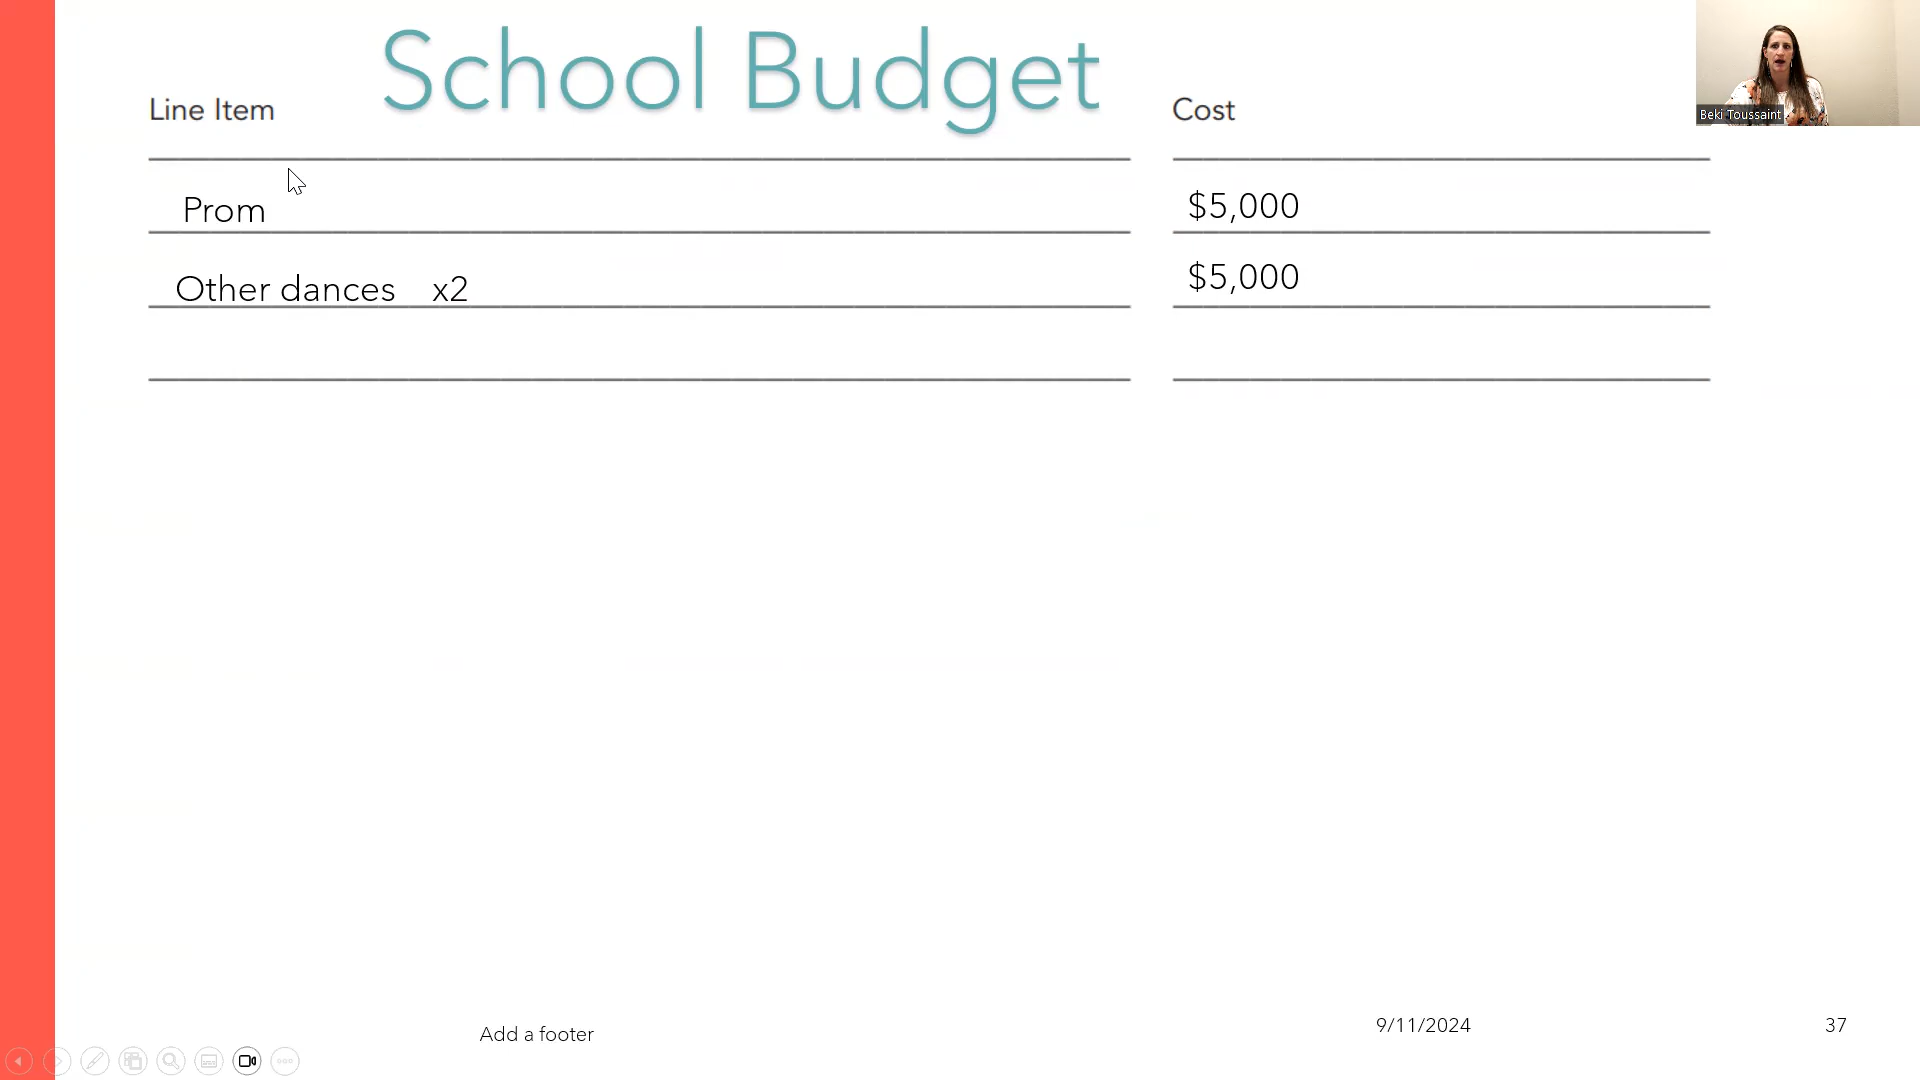 School Budget
Line Item
Cost
Beki Toussaint
Prom
$5,000
Other dances x2
$5,000
Add a footer
9/11/2024
37